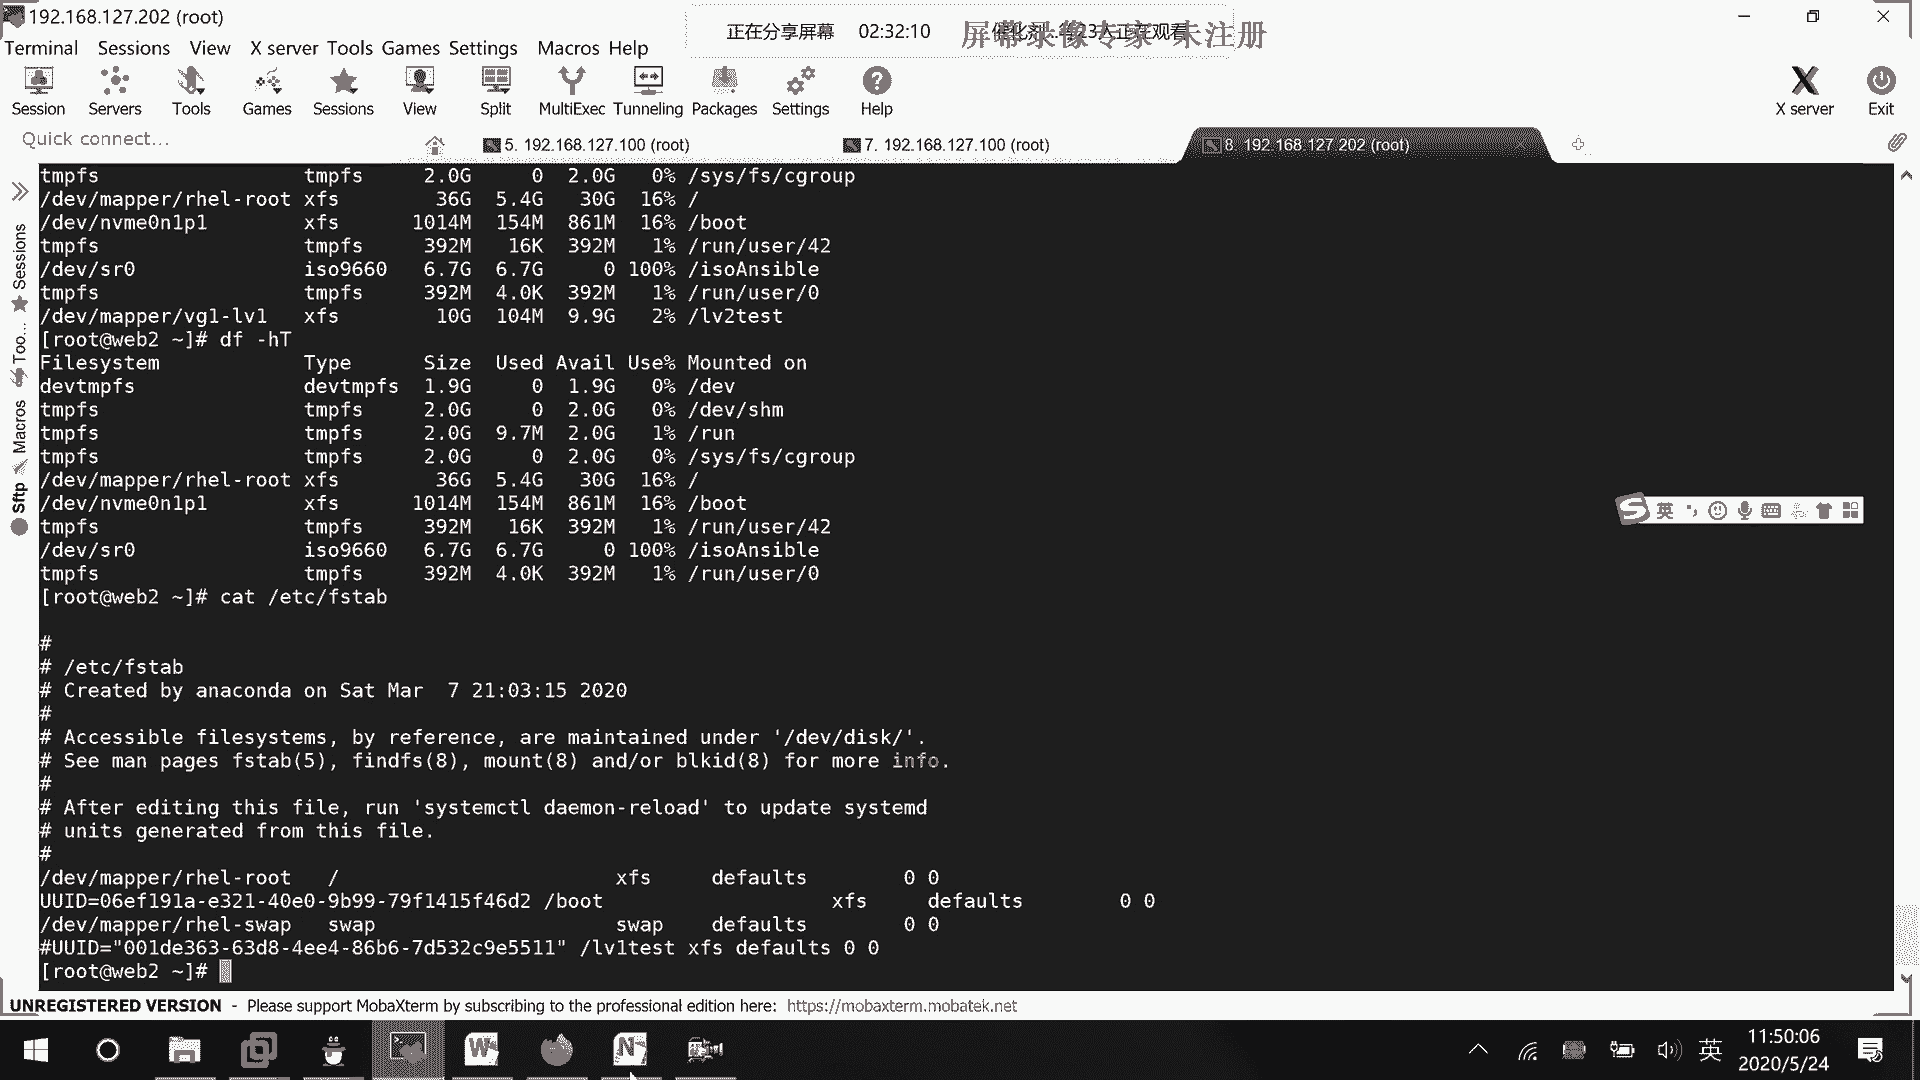 192.168.127.202 (root)
正在分享屏幕 02:32:10
屏幕录像专家 未注册
Terminal Sessions View X server Tools Games Settings Macros Help
Session Servers Tools Games Sessions View Split MultiExec Tunneling Packages Settings Help X server Exit
Quick connect...
5. 192.168.127.100 (root) 7. 192.168.127.100 (root) 8. 192.168.127.202 (root)
Sessions
Too...
Macros
Sftp
tmpfs tmpfs 2.0G 0 2.0G 0% /sys/fs/cgroup
/dev/mapper/rhel-root xfs 36G 5.4G 30G 16% /
/dev/nvme0n1p1 xfs 1014M 154M 861M 16% /boot
tmpfs tmpfs 392M 16K 392M 1% /run/user/42
/dev/sr0 iso9660 6.7G 6.7G 0 100% /isoAnsible
tmpfs tmpfs 392M 4.0K 392M 1% /run/user/0
/dev/mapper/vg1-lv1 xfs 10G 104M 9.9G 2% /lv2test
[root@web2 ~]# df -hT
Filesystem Type Size Used Avail Use% Mounted on
devtmpfs devtmpfs 1.9G 0 1.9G 0% /dev
tmpfs tmpfs 2.0G 0 2.0G 0% /dev/shm
tmpfs tmpfs 2.0G 9.7M 2.0G 1% /run
tmpfs tmpfs 2.0G 0 2.0G 0% /sys/fs/cgroup
/dev/mapper/rhel-root xfs 36G 5.4G 30G 16% /
/dev/nvme0n1p1 xfs 1014M 154M 861M 16% /boot
tmpfs tmpfs 392M 16K 392M 1% /run/user/42
/dev/sr0 iso9660 6.7G 6.7G 0 100% /isoAnsible
tmpfs tmpfs 392M 4.0K 392M 1% /run/user/0
[root@web2 ~]# cat /etc/fstab
#
# /etc/fstab
# Created by anaconda on Sat Mar 7 21:03:15 2020
#
# Accessible filesystems, by reference, are maintained under '/dev/disk/'.
# See man pages fstab(5), findfs(8), mount(8) and/or blkid(8) for more info.
#
# After editing this file, run 'systemctl daemon-reload' to update systemd
# units generated from this file.
#
/dev/mapper/rhel-root / xfs defaults 0 0
UUID=06ef191a-e321-40e0-9b99-79f1415f46d2 /boot xfs defaults 0 0
/dev/mapper/rhel-swap swap swap defaults 0 0
#UUID="001de363-63d8-4ee4-86b6-7d532c9e5511" /lv1test xfs defaults 0 0
[root@web2 ~]#
英
UNREGISTERED VERSION - Please support MobaXterm by subscribing to the professional edition here: https://mobaxterm.mobatek.net
英 11:50:06
2020/5/24